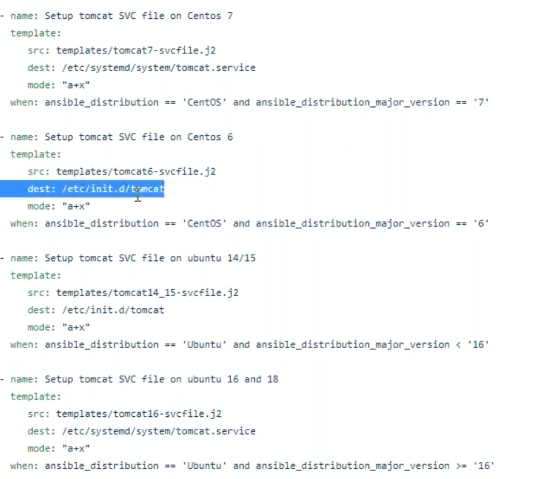 - name: Setup tomcat SVC file on Centos 7
  template:
     src: templates/tomcat7-svcfile.j2
     dest: /etc/systemd/system/tomcat.service
     mode: "a+x"
  when: ansible_distribution == 'CentOS' and ansible_distribution_major_version == '7'
- name: Setup tomcat SVC file on Centos 6
  template:
     src: templates/tomcat6-svcfile.j2
     dest: /etc/init.d/tomcat
     mode: "a+x"
  when: ansible_distribution == 'CentOS' and ansible_distribution_major_version == '6'
- name: Setup tomcat SVC file on ubuntu 14/15
  template:
     src: templates/tomcat14_15-svcfile.j2
     dest: /etc/init.d/tomcat
     mode: "a+x"
  when: ansible_distribution == 'Ubuntu' and ansible_distribution_major_version < '16'
- name: Setup tomcat SVC file on ubuntu 16 and 18
  template:
     src: templates/tomcat16-svcfile.j2
     dest: /etc/systemd/system/tomcat.service
     mode: "a+x"
  when: ansible_distribution == 'Ubuntu' and ansible_distribution_major_version >= '16'